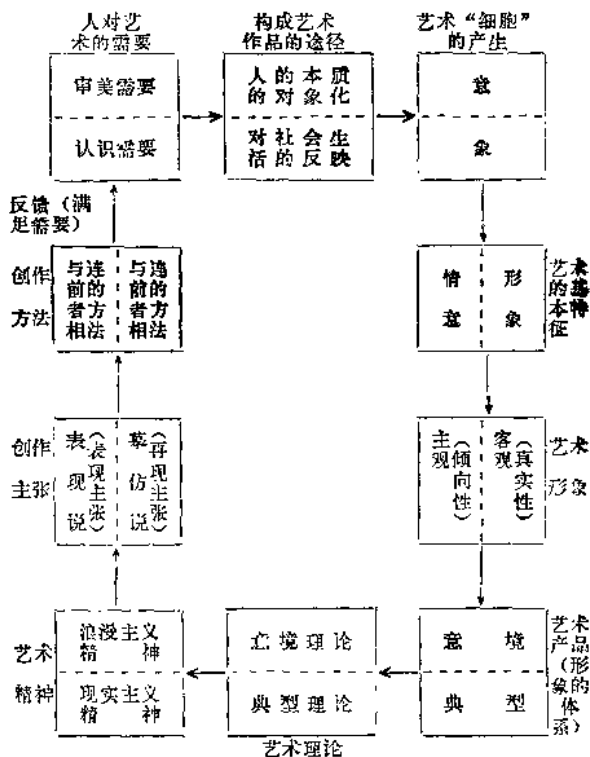 人对艺
术的需要
审美需要
认识需要
构成艺术
作品的途径
人的本质
的对象化
对社会生
活的反映
艺术“细胞”
的产生
意
象
艺术
的基
本特
征
情意
形象
艺术
形象
主观
(倾向性)
客观
(真实性)
艺术
产品
(形
象的
体
系)
意境
典型
意境理论
典型理论
艺术理论
艺术
精神
浪漫主义
精神
现实主义
精神
创作
主张
表现说
(表现主张)
摹仿说
(再现主张)
创作
方法
与前者相
连的方法
与前者相
连的方法
反馈(满
足需要)